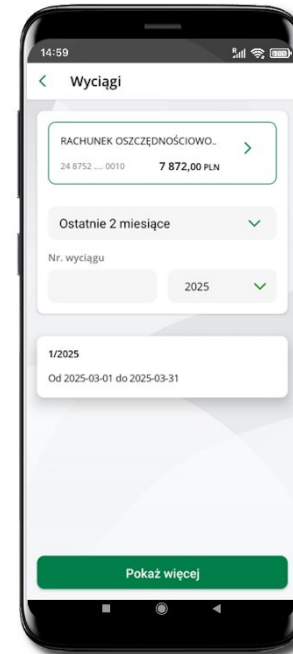 14:59
Wyciągi
RACHUNEK OSZCZĘDNOŚCIOWO..
24 8752 .... 0010 7 872,00 PLN
Ostatnie 2 miesiące
Nr. wyciągu
2025
1/2025
Od 2025-03-01 do 2025-03-31
Pokaż więcej